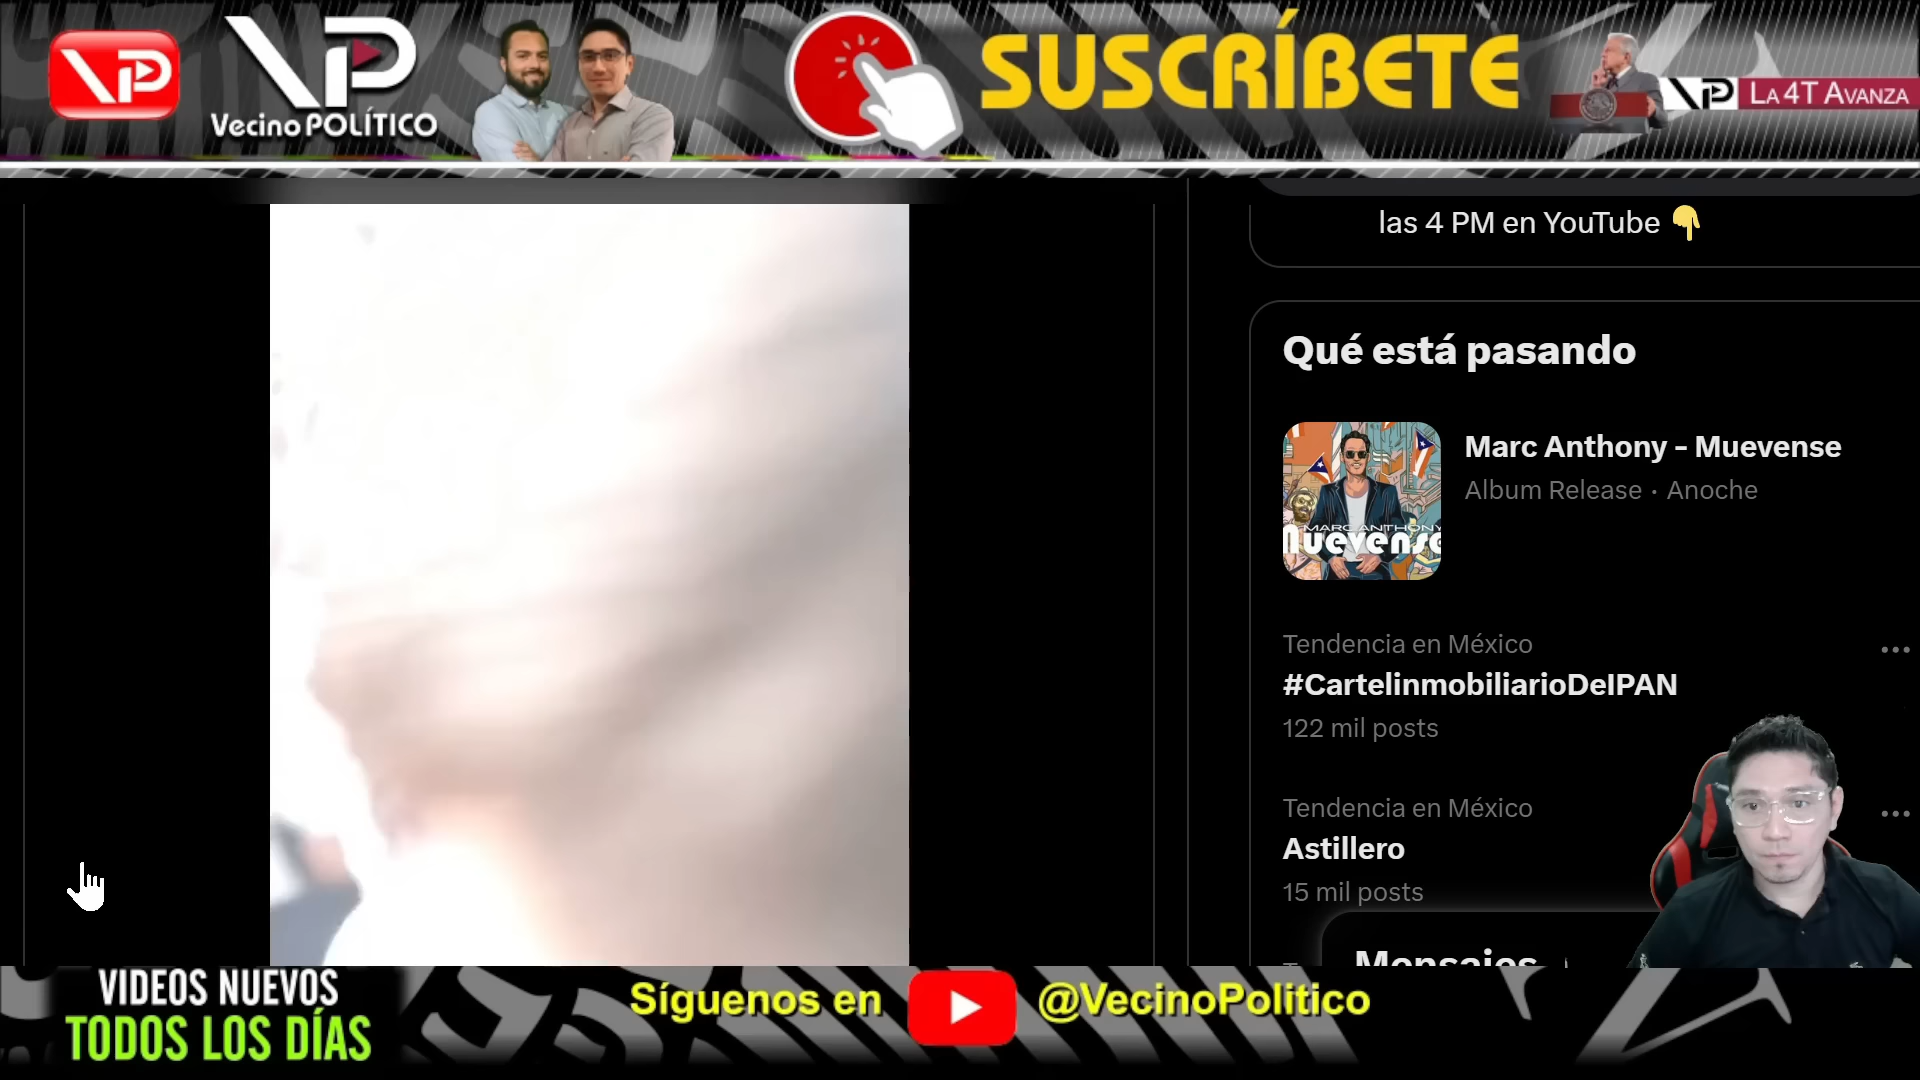 VP
VP
Vecino POLÍTICO
SUSCRÍBETE
VP LA 4T AVANZA
las 4 PM en YouTube
Qué está pasando
Marc Anthony - Muevense
Album Release · Anoche
MARC ANTHONY
Muevense
Tendencia en México
#CartelinmobiliarioDelPAN
122 mil posts
Tendencia en México
Astillero
15 mil posts
Mensajes
VIDEOS NUEVOS
TODOS LOS DÍAS
Síguenos en
@VecinoPolitico